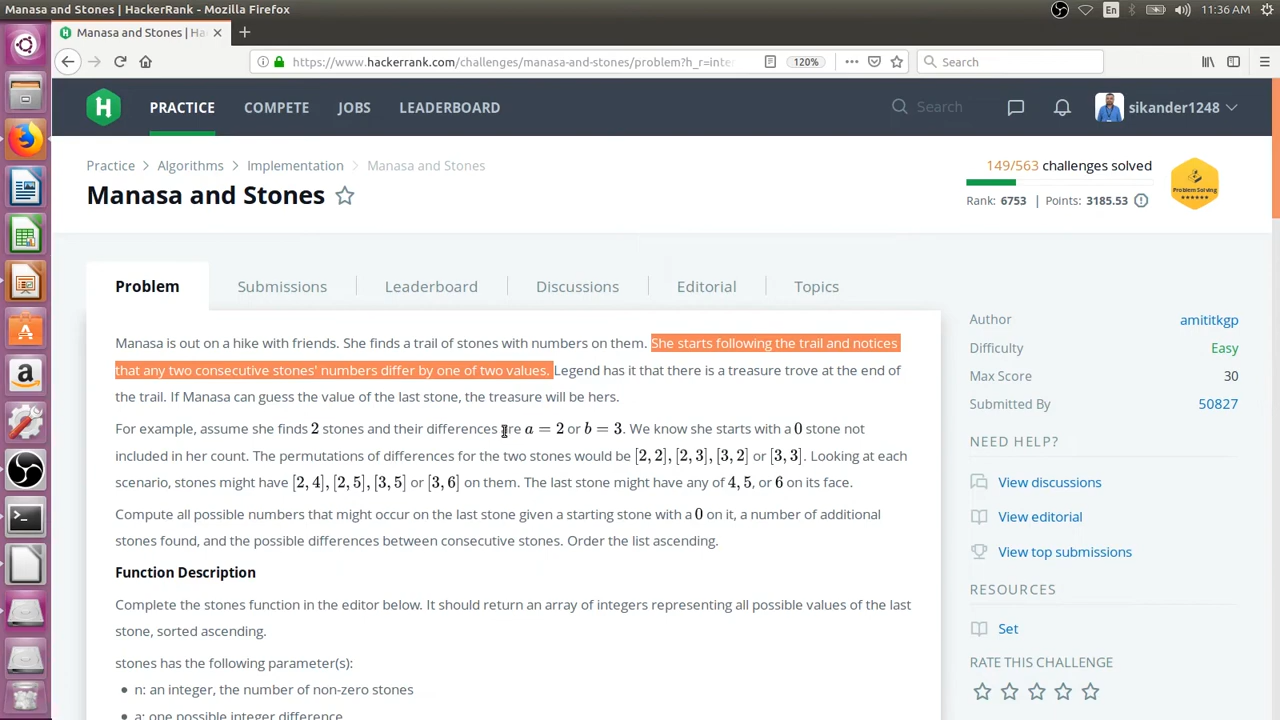 Manasa and Stones | HackerRank - Mozilla Firefox
En
11:36 AM
Manasa and Stones | Ha
https://www.hackerrank.com/challenges/manasa-and-stones/problem?h_r=inte
120%
Search
H
PRACTICE
COMPETE
JOBS
LEADERBOARD
Search
sikander1248
Practice > Algorithms > Implementation > Manasa and Stones
Manasa and Stones
149/563 challenges solved
Rank: 6753 | Points: 3185.53
Problem Solving
Problem
Submissions
Leaderboard
Discussions
Editorial
Topics
Manasa is out on a hike with friends. She finds a trail of stones with numbers on them. She starts following the trail and notices
that any two consecutive stones' numbers differ by one of two values. Legend has it that there is a treasure trove at the end of
the trail. If Manasa can guess the value of the last stone, the treasure will be hers.
For example, assume she finds 2 stones and their differences are a = 2 or b = 3. We know she starts with a 0 stone not
included in her count. The permutations of differences for the two stones would be [2, 2], [2, 3], [3, 2] or [3, 3]. Looking at each
scenario, stones might have [2, 4], [2, 5], [3, 5] or [3, 6] on them. The last stone might have any of 4, 5, or 6 on its face.
Compute all possible numbers that might occur on the last stone given a starting stone with a 0 on it, a number of additional
stones found, and the possible differences between consecutive stones. Order the list ascending.
Function Description
Complete the stones function in the editor below. It should return an array of integers representing all possible values of the last
stone, sorted ascending.
stones has the following parameter(s):
• n: an integer, the number of non-zero stones
• a: one possible integer difference
Author
amititkgp
Difficulty
Easy
Max Score
30
Submitted By
50827
NEED HELP?
View discussions
View editorial
View top submissions
RESOURCES
Set
RATE THIS CHALLENGE